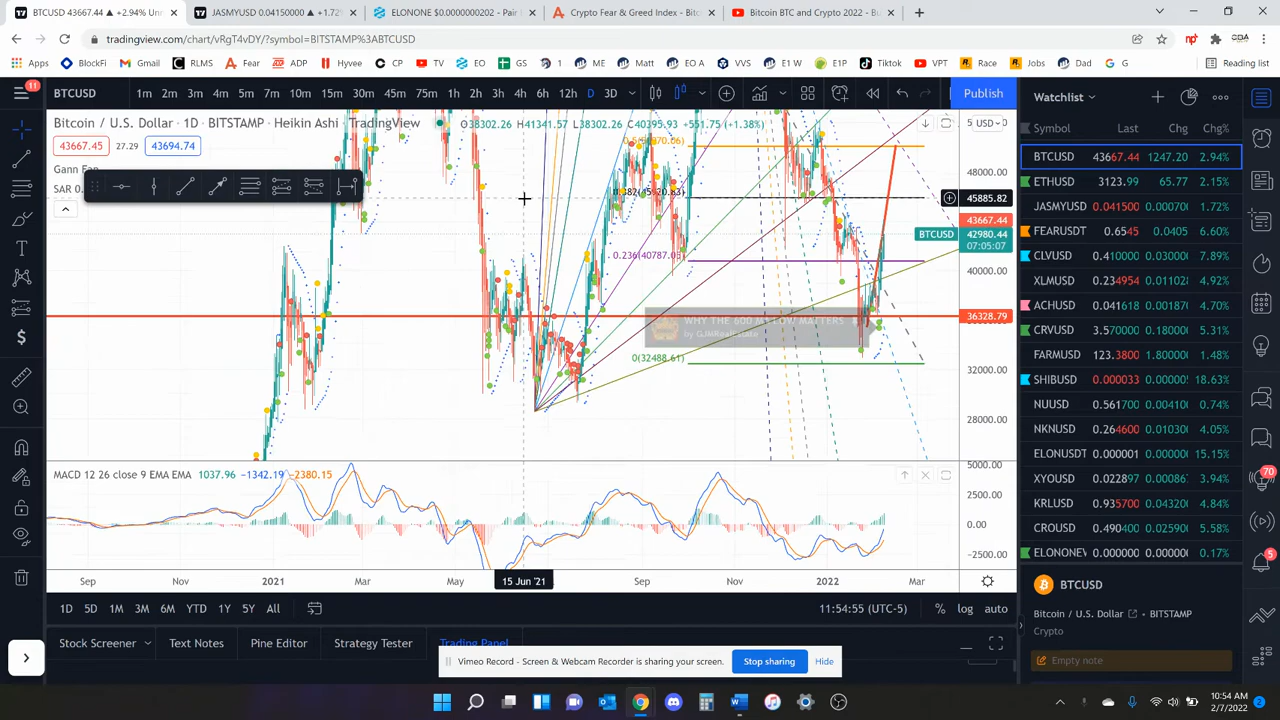 BTCUSD 43667.44 ▲ +2.94% Unn
JASMYUSD 0.04150000 ▲ +1.72%
ELONONE $0.0000000202 - Pair
Crypto Fear & Greed Index - Bitco
Bitcoin BTC and Crypto 2022 - Bu
tradingview.com/chart/vRgT4vDY/?symbol=BITSTAMP%3ABTCUSD
Apps BlockFi Gmail RLMS Fear ADP Hyvee CP TV EO GS 1 ME Matt EO A VVS E1 W E1P Tiktok VPT Race Jobs Dad G Reading list
11 BTCUSD 1m 2m 3m 4m 5m 7m 10m 15m 30m 45m 75m 1h 2h 3h 4h 6h 12h D 3D Publish
Bitcoin / U.S. Dollar · 1D · BITSTAMP · Heikin Ashi · TradingView O38302.26 H41341.57 L38302.26 C40395.93 +551.75 (+1.38%)
USD
43667.45 27.29 43694.74
Gann Fan
SAR 0.
48000.00
45885.82
43667.44
BTCUSD 42980.44
07:05:07
0.236(40787.05)
40000.00
36328.79
WHY THE 600 M
LOW MATTERS
by GJMRealEstate
0(32488.61)
32000.00
28000.00
MACD 12 26 close 9 EMA EMA 1037.96 −1342.19 −2380.15
5000.00
2500.00
0.00
−2500.00
Sep Nov 2021 Mar May 15 Jun '21 Sep Nov 2022 Mar
1D 5D 1M 3M 6M YTD 1Y 5Y All 11:54:55 (UTC-5) % log auto
Stock Screener Text Notes Pine Editor Strategy Tester Trading Panel
Vimeo Record - Screen & Webcam Recorder is sharing your screen. Stop sharing Hide
Watchlist
Symbol Last Chg Chg%
BTCUSD 43667.44 1247.20 2.94%
ETHUSD 3123.99 65.77 2.15%
JASMYUSD 0.041500 0.000700 1.72%
FEARUSDT 0.6545 0.0405 6.60%
CLVUSD 0.410000 0.030000 7.89%
XLMUSD 0.234954 0.011028 4.92%
ACHUSD 0.041618 0.001868 4.70%
CRVUSD 3.570000 0.180000 5.31%
FARMUSD 123.3800 1.800000 1.48%
SHIBUSD 0.000033 0.000005 18.63%
NUUSD 0.561700 0.004100 0.74%
NKNUSD 0.264600 0.010300 4.05%
ELONUSDT 0.000001 0.000000 15.15%
XYOUSD 0.022897 0.000867 3.94%
KRLUSD 0.935700 0.043200 4.84%
CROUSD 0.490400 0.025900 5.58%
ELONONEV 0.000000 0.000000 0.17%
70
5
BTCUSD
Bitcoin / U.S. Dollar BITSTAMP
Crypto
Empty note
10:54 AM
2/7/2022
2